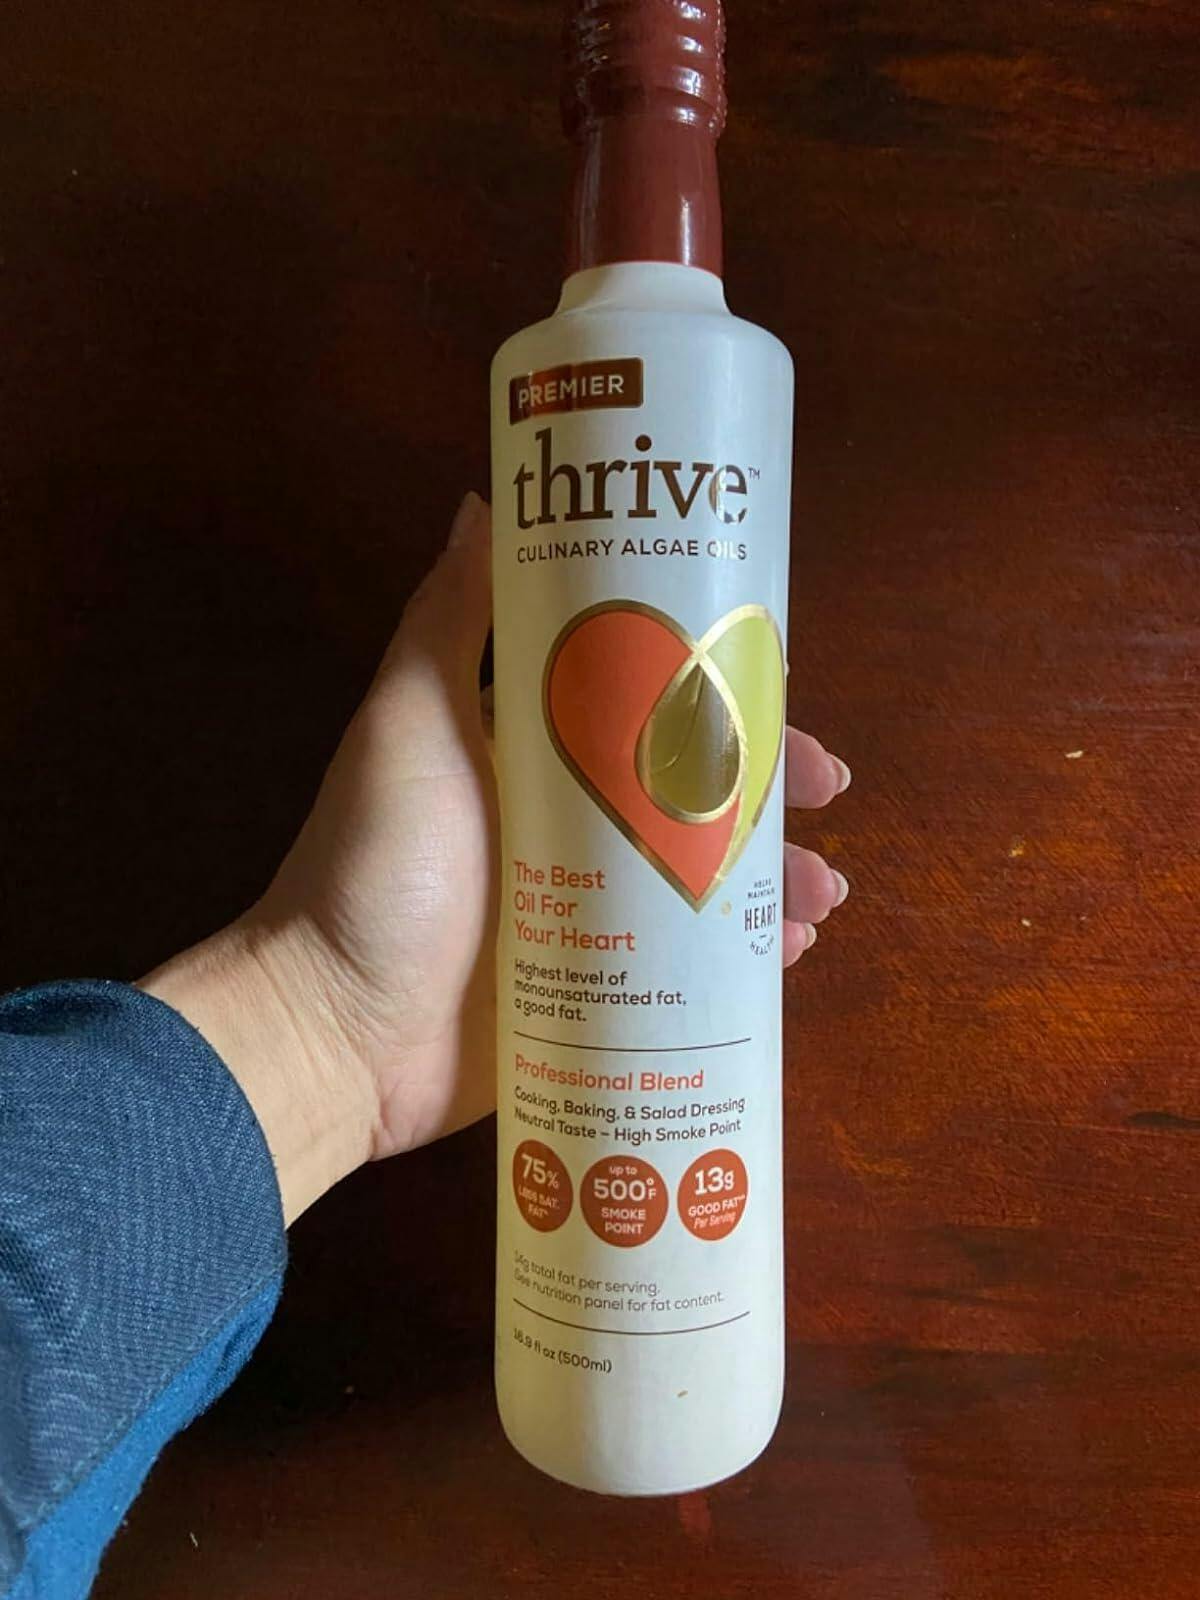 PREMIER
thrive™
CULINARY ALGAE OILS
The Best
Oil For
Your Heart
HELPS
MAINTAIN
HEART
HEALTH
Highest level of
monounsaturated fat,
a good fat.
Professional Blend
Cooking, Baking, & Salad Dressing
Neutral Taste – High Smoke Point
75%
LESS SAT.
FAT*
up to
500°F
SMOKE
POINT
13g
GOOD FAT**
Per Serving
14g total fat per serving.
See nutrition panel for fat content.
16.9 fl oz (500ml)